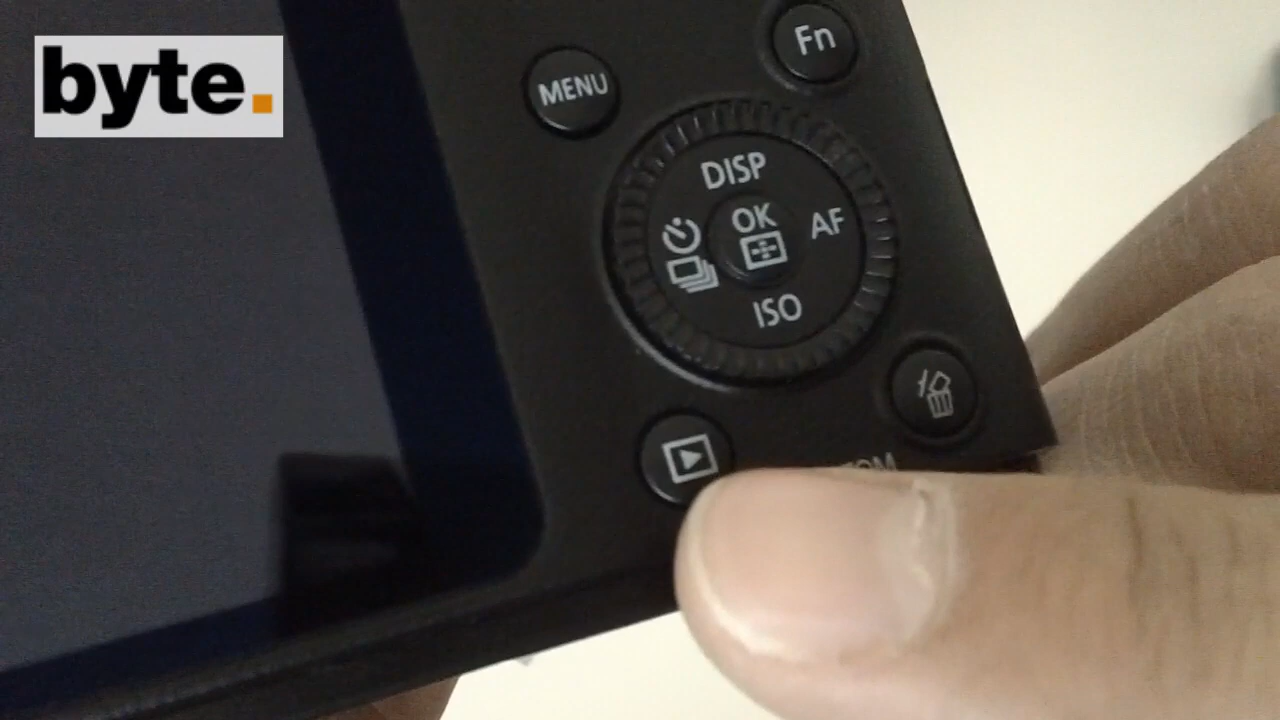 byte.
Fn
MENU
DISP
OK
AF
ISO